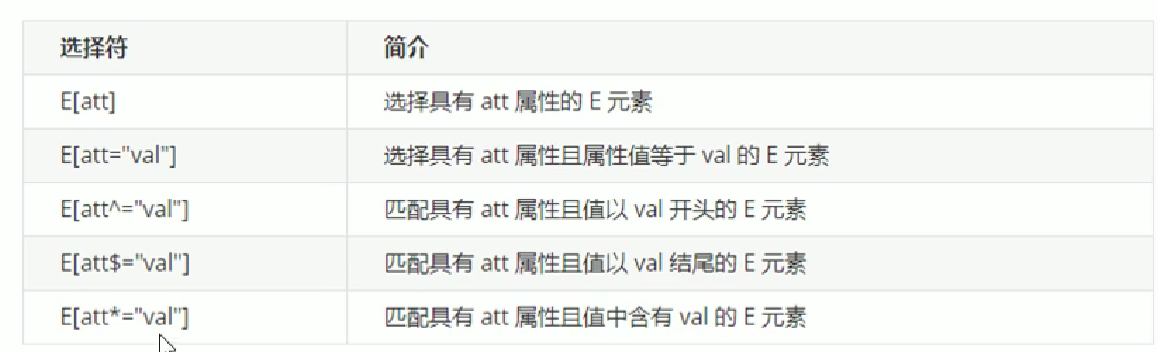 选择符 简介
E[att] 选择具有 att 属性的 E 元素
E[att="val"] 选择具有 att 属性且属性值等于 val 的 E 元素
E[att^="val"] 匹配具有 att 属性且值以 val 开头的 E 元素
E[att$="val"] 匹配具有 att 属性且值以 val 结尾的 E 元素
E[att*="val"] 匹配具有 att 属性且值中含有 val 的 E 元素